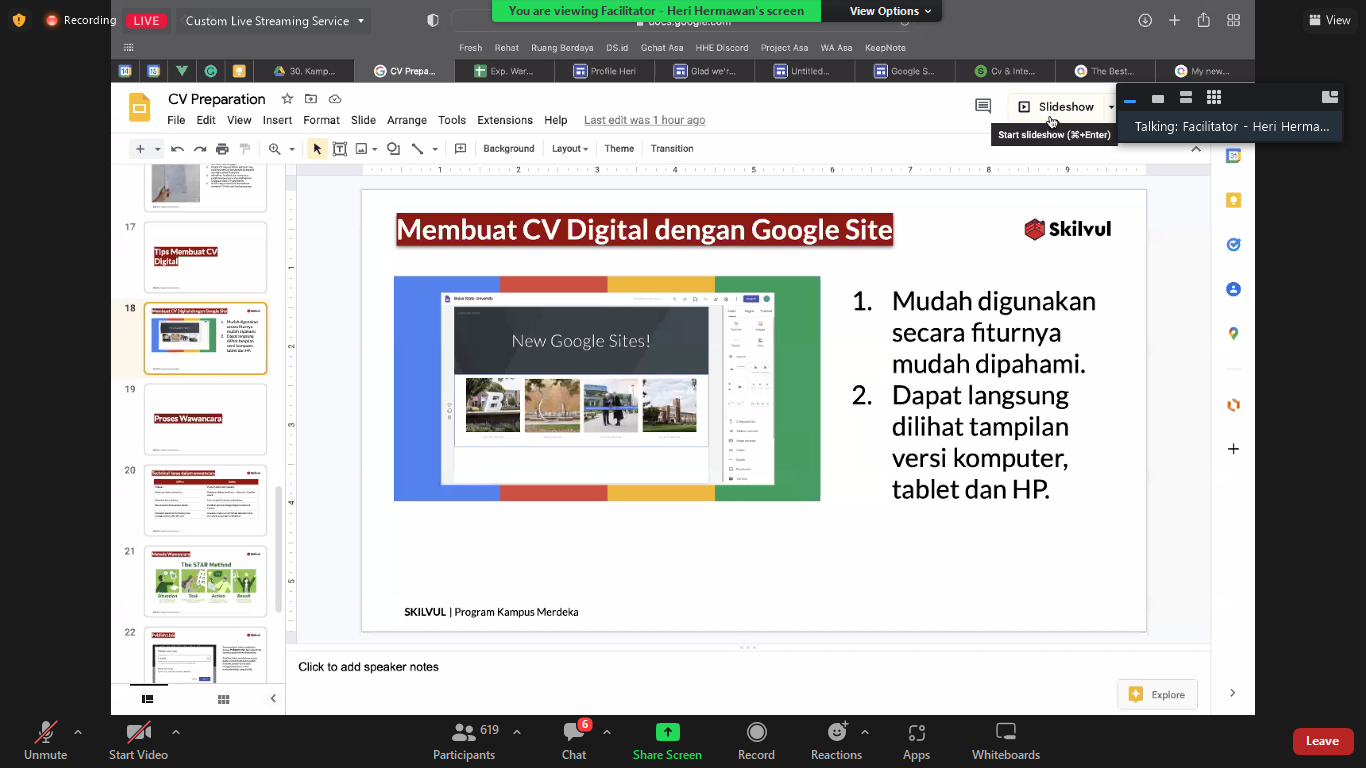 You are viewing Facilitator - Heri Hermawan's screen
View Options
Recording
LIVE
Custom Live Streaming Service
docs.google.com
View
Fresh Rehat Ruang Berdaya DS.id Gchat Asa HHE Discord Project Asa WA Asa KeepNote
30. Kamp...
CV Prepa...
Exp. War...
Profile Heri
Glad we'r...
Untitled...
Google S...
Cv & Inte...
The Best...
My new...
CV Preparation
File Edit View Insert Format Slide Arrange Tools Extensions Help Last edit was 1 hour ago
Slideshow
Start slideshow (⌘+Enter)
Talking: Facilitator - Heri Herma...
Background Layout Theme Transition
17
Tips Membuat CV
Digital
18
Membuat CV Digital dengan Google Site
19
Proses Wawancara
20
21
The STAR Method
Situation Task Action Result
22
Membuat CV Digital dengan Google Site
Skilvul
New Google Sites!
1. Mudah digunakan
secara fiturnya
mudah dipahami.
2. Dapat langsung
dilihat tampilan
versi komputer,
tablet dan HP.
SKILVUL | Program Kampus Merdeka
Click to add speaker notes
Explore
Unmute
Start Video
619
Participants
6
Chat
Share Screen
Record
Reactions
Apps
Whiteboards
Leave